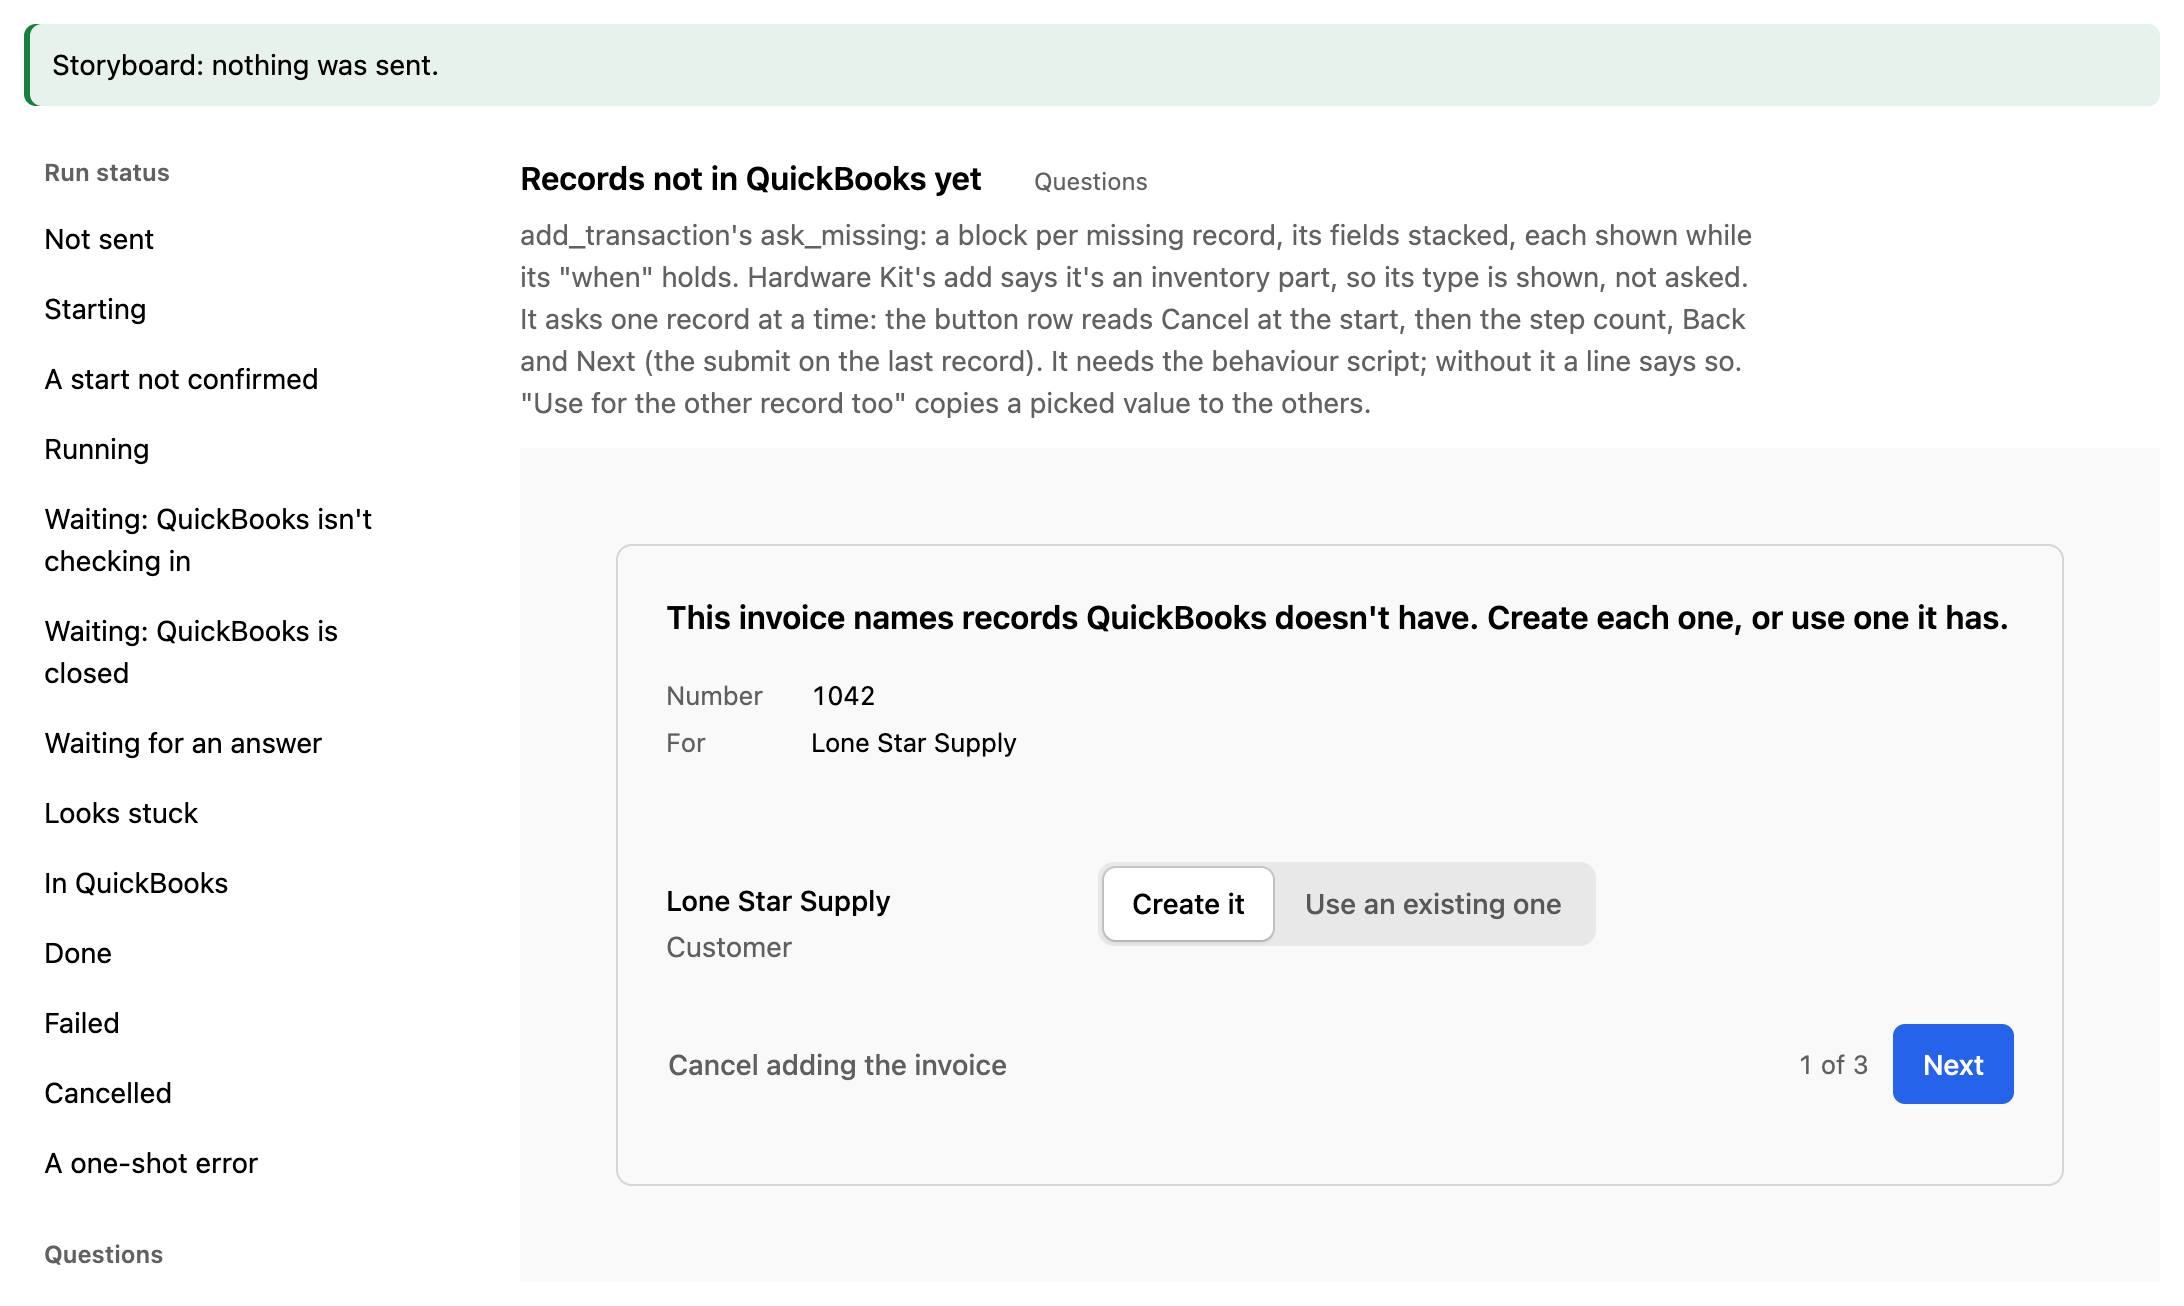 Storyboard: nothing was sent.
Run status
Not sent
Starting
A start not confirmed
Running
Waiting: QuickBooks isn't
checking in
Waiting: QuickBooks is
closed
Waiting for an answer
Looks stuck
In QuickBooks
Done
Failed
Cancelled
A one-shot error
Questions
Records not in QuickBooks yet
Questions
add_transaction's ask_missing: a block per missing record, its fields stacked, each shown while
its "when" holds. Hardware Kit's add says it's an inventory part, so its type is shown, not asked.
It asks one record at a time: the button row reads Cancel at the start, then the step count, Back
and Next (the submit on the last record). It needs the behaviour script; without it a line says so.
"Use for the other record too" copies a picked value to the others.
This invoice names records QuickBooks doesn't have. Create each one, or use one it has.
Number 1042
For Lone Star Supply
Lone Star Supply
Customer
Create it
Use an existing one
Cancel adding the invoice
1 of 3
Next